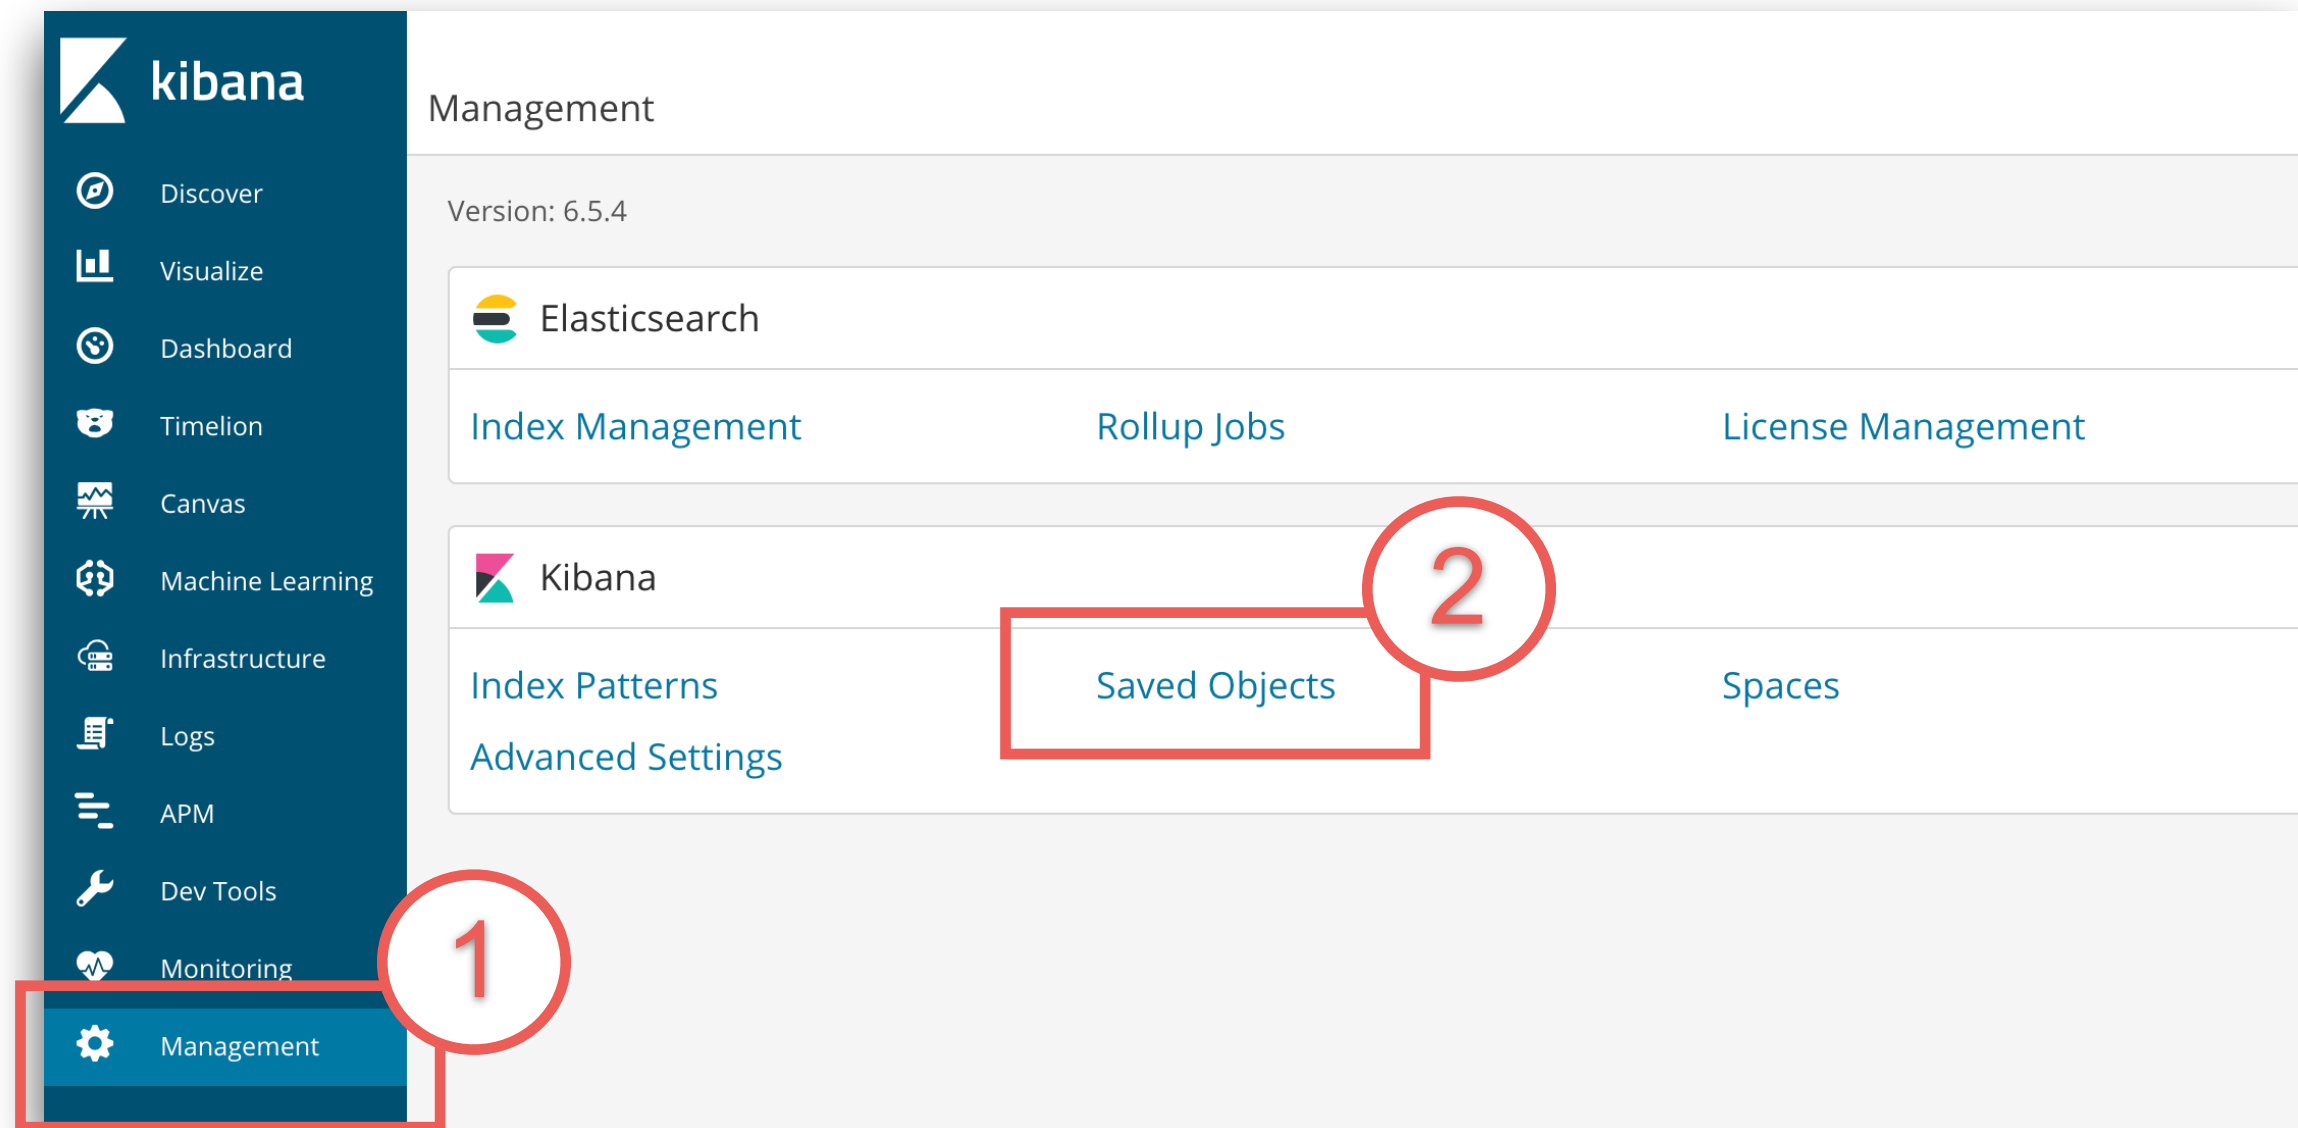 kibana
Discover
Visualize
Dashboard
Timelion
Canvas
Machine Learning
Infrastructure
Logs
APM
Dev Tools
Monitoring
Management
1
Management
Version: 6.5.4
Elasticsearch
Index Management Rollup Jobs License Management
Kibana
2
Index Patterns Saved Objects Spaces
Advanced Settings